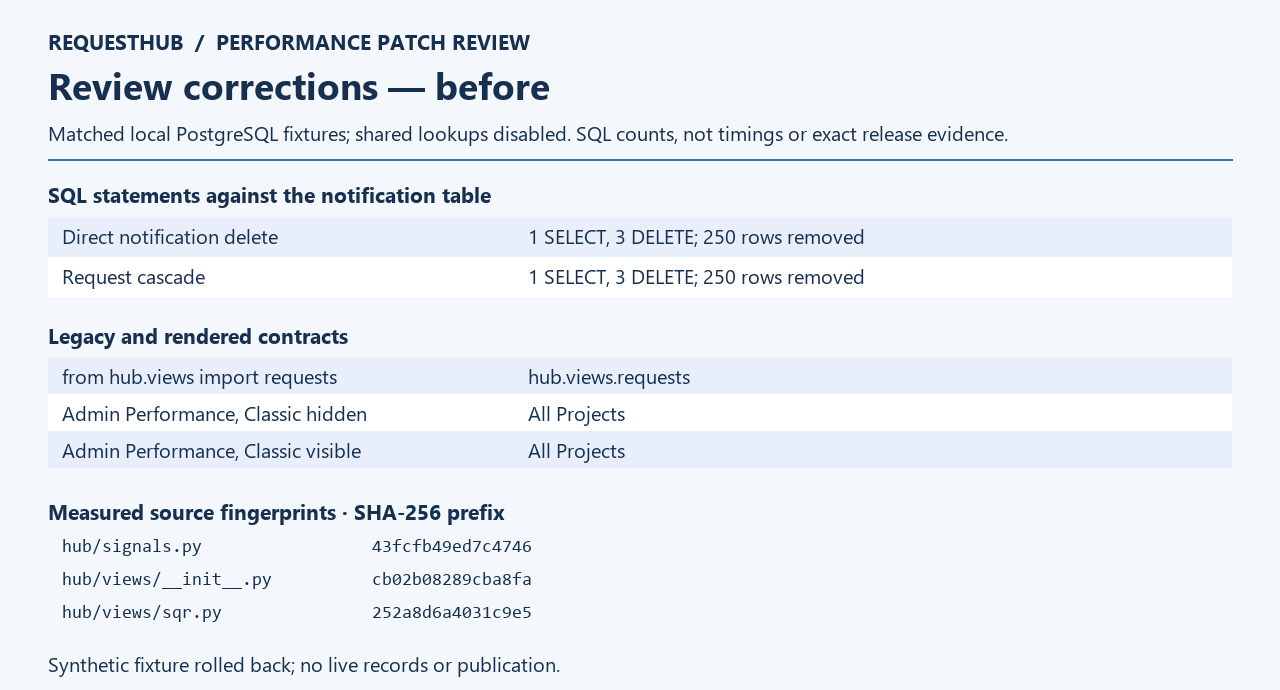 REQUESTHUB / PERFORMANCE PATCH REVIEW
Review corrections — before
Matched local PostgreSQL fixtures; shared lookups disabled. SQL counts, not timings or exact release evidence.
SQL statements against the notification table
Direct notification delete 1 SELECT, 3 DELETE; 250 rows removed
Request cascade 1 SELECT, 3 DELETE; 250 rows removed
Legacy and rendered contracts
from hub.views import requests hub.views.requests
Admin Performance, Classic hidden All Projects
Admin Performance, Classic visible All Projects
Measured source fingerprints · SHA-256 prefix
hub/signals.py 43fcfb49ed7c4746
hub/views/__init__.py cb02b08289cba8fa
hub/views/sqr.py 252a8d6a4031c9e5
Synthetic fixture rolled back; no live records or publication.